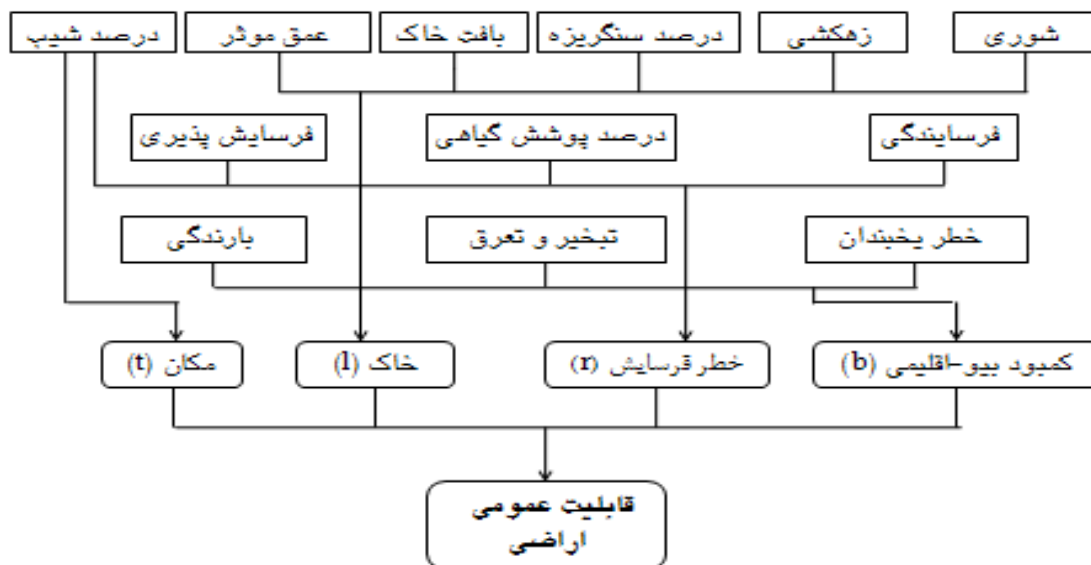 شوری
زهکشی
درصد سنگریزه
بافت خاک
عمق موثر
درصد شیب
فرسایندگی
درصد پوشش گیاهی
فرسایش پذیری
خطر یخبندان
تبخیر و تعرق
بارندگی
کمبود بیو-اقلیمی (b)
خطر قرسایش (r)
خاک (l)
مکان (t)
قابلیت عمومی
اراضی